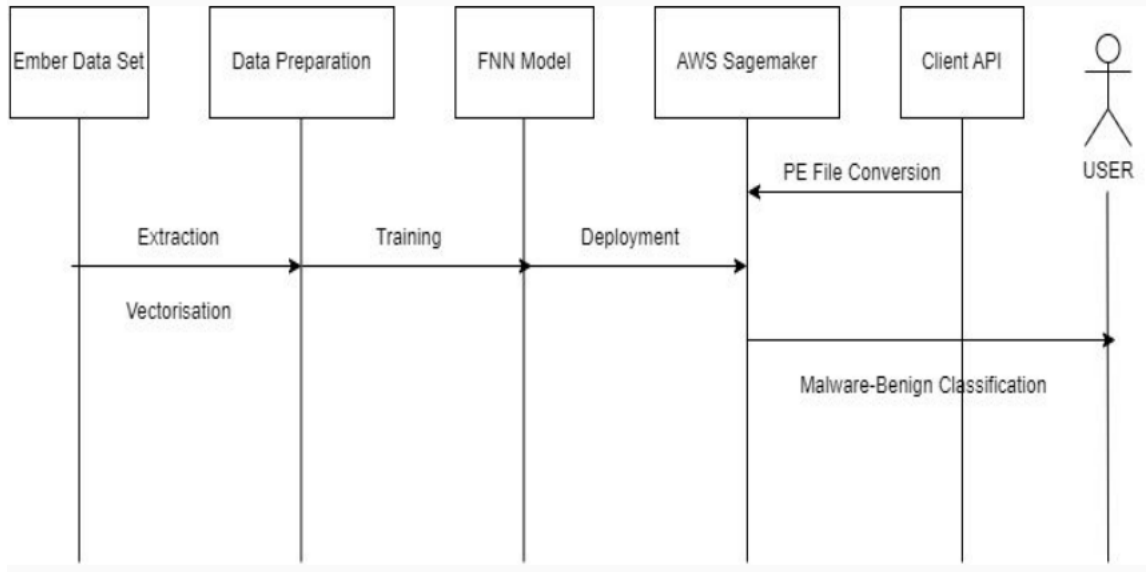 Ember Data Set
Data Preparation
FNN Model
AWS Sagemaker
Client API
USER
PE File Conversion
Extraction
Training
Deployment
Vectorisation
Malware-Benign Classification